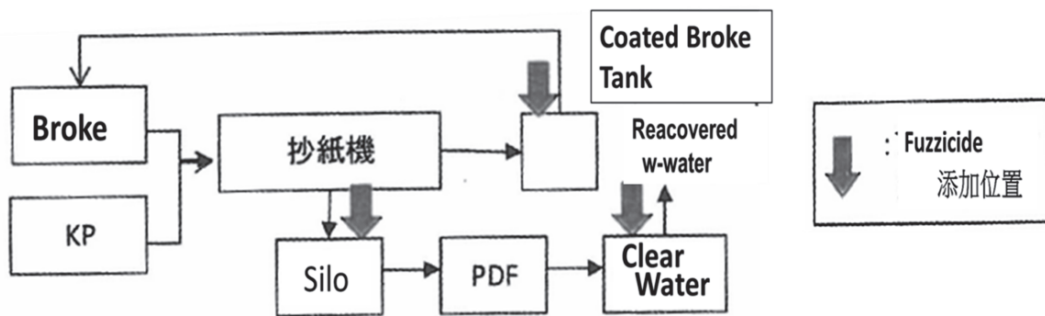 Coated Broke
Tank
Broke
抄紙機
Reacovered
w-water
KP
Silo
PDF
Clear
Water
: Fuzzicide
添加位置